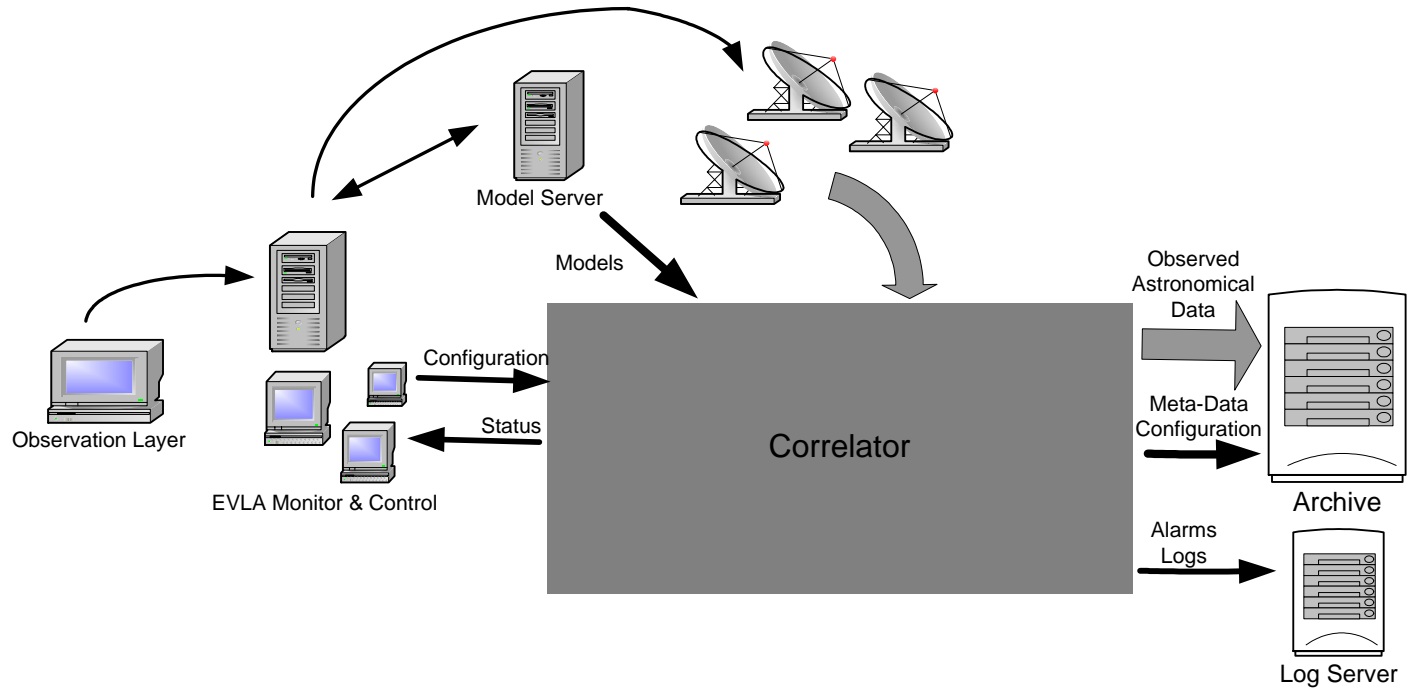 Model Server
Models
Observed
Astronomical
Data
Configuration
Status
Observation Layer
EVLA Monitor & Control
Correlator
Meta-Data
Configuration
Archive
Alarms
Logs
Log Server